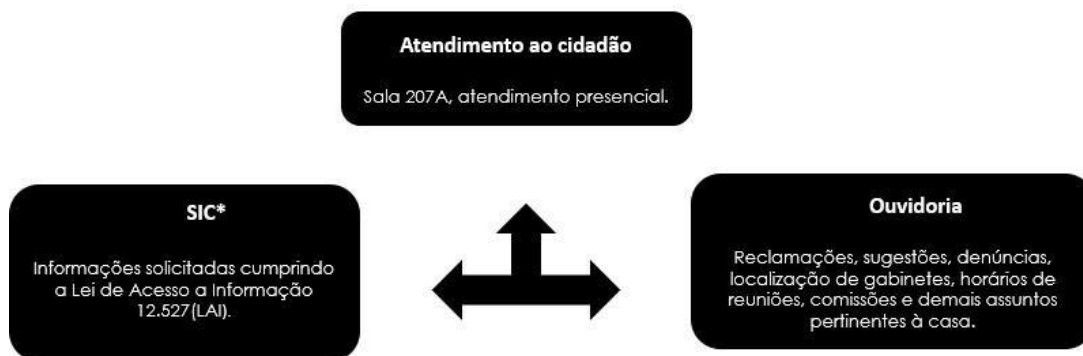 Atendimento ao cidadão
Sala 207A, atendimento presencial.
SIC*
Informações solicitadas cumprindo
a Lei de Acesso a Informação
12.527(LAI).
Ouvidoria
Reclamações, sugestões, denúncias,
localização de gabinetes, horários de
reuniões, comissões e demais assuntos
pertinentes à casa.